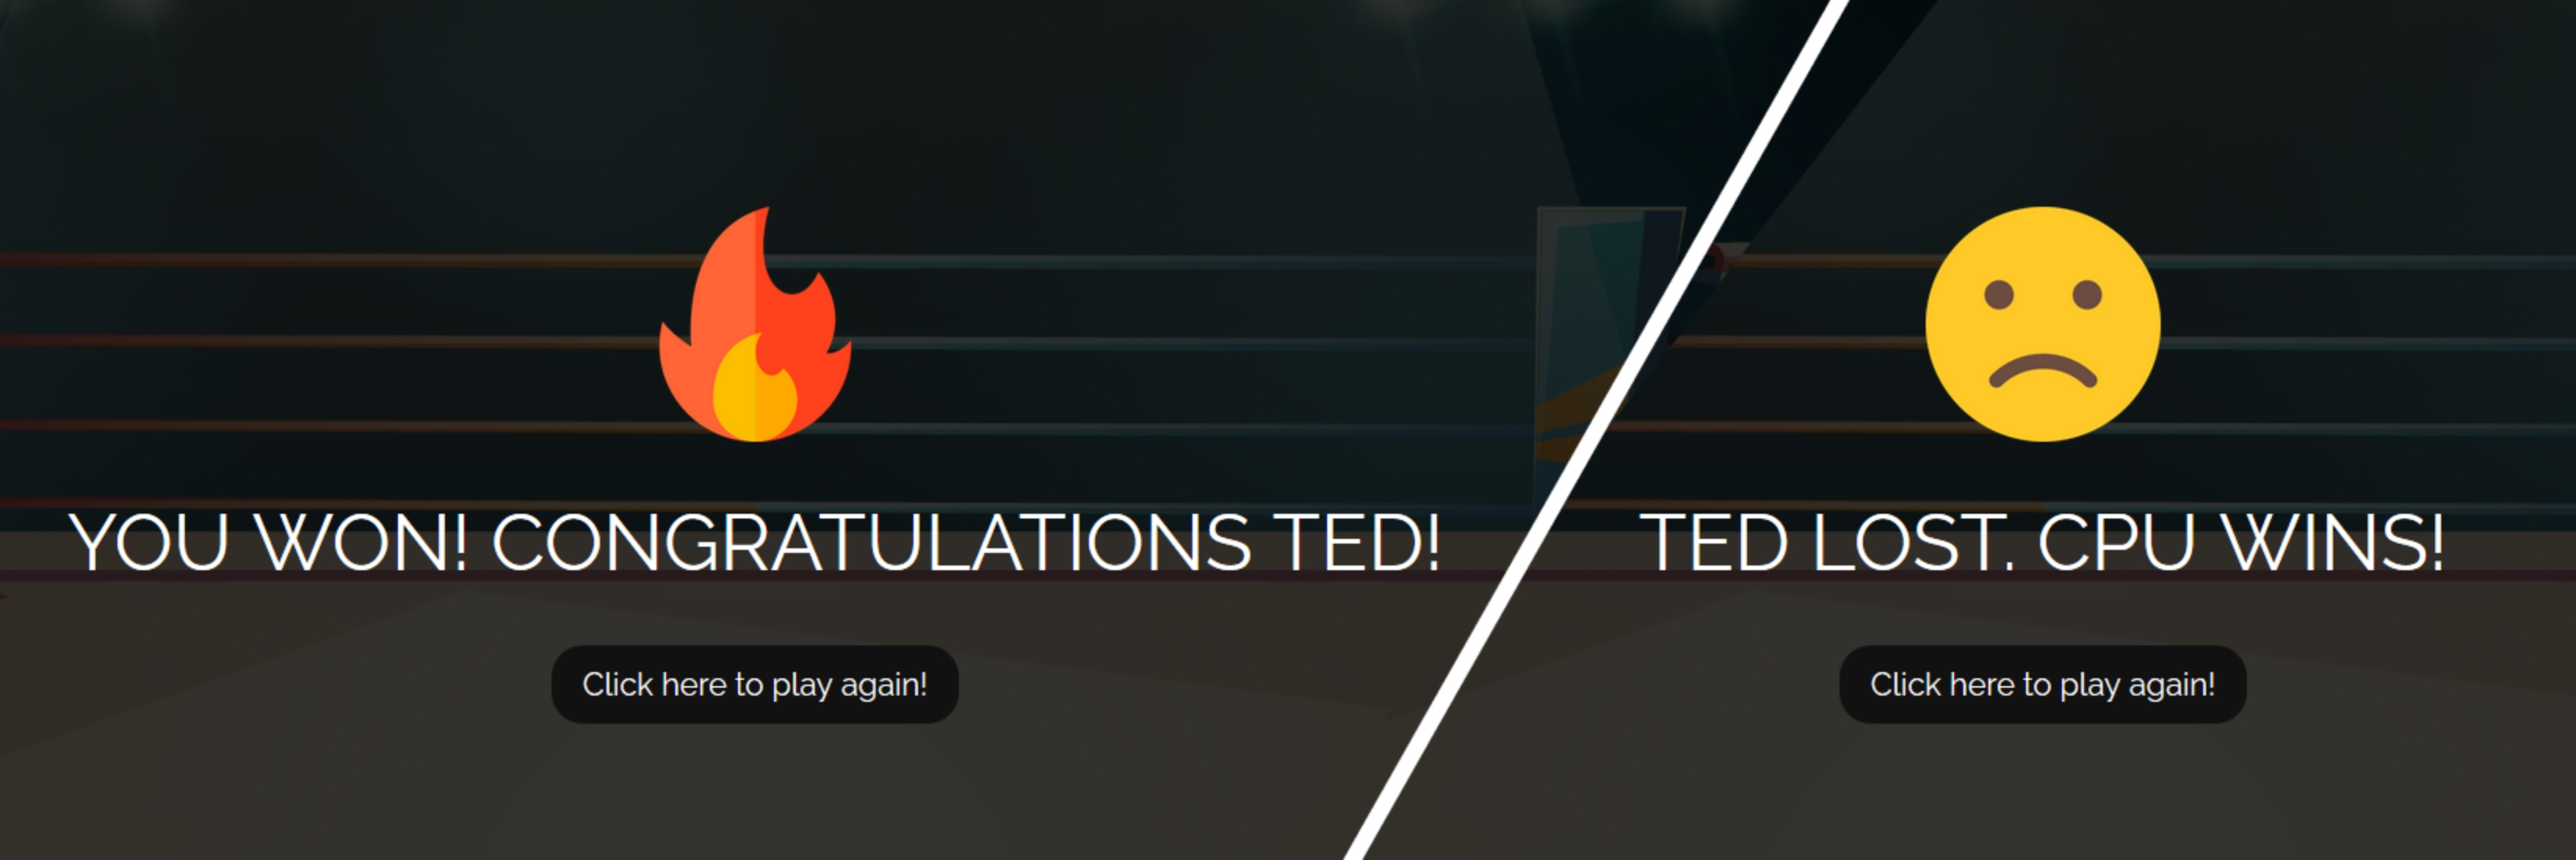 YOU WON! CONGRATULATIONS TED!
Click here to play again!
TED LOST. CPU WINS!
Click here to play again!